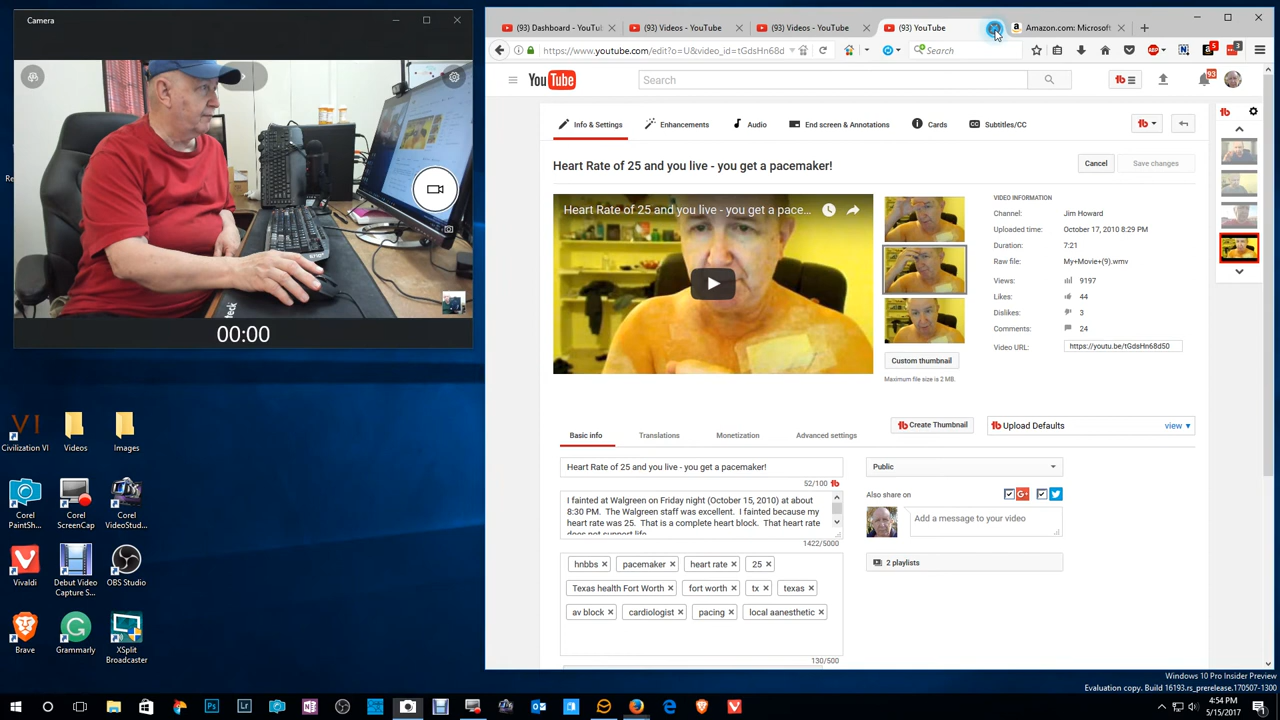 Camera
(93) Dashboard - YouTu
(93) Videos - YouTube
(93) Videos - YouTube
(93) YouTube
Amazon.com: Microsoft
https://www.youtube.com/edit?o=U&video_id=tGdsHn68d
Search
5
3
YouTube
Search
93
Info & Settings
Enhancements
Audio
End screen & Annotations
Cards
CC Subtitles/CC
Heart Rate of 25 and you live - you get a pacemaker!
Cancel
Save changes
Heart Rate of 25 and you live - you get a pace...
VIDEO INFORMATION
Channel: Jim Howard
Uploaded time: October 17, 2010 8:29 PM
Duration: 7:21
Raw file: My+Movie+(9).wmv
Views: 9197
Likes: 44
Dislikes: 3
Comments: 24
Video URL: https://youtu.be/tGdsHn68d50
Custom thumbnail
Maximum file size is 2 MB.
00:00
Basic info
Translations
Monetization
Advanced settings
Create Thumbnail
Upload Defaults
view
Heart Rate of 25 and you live - you get a pacemaker!
52/100
Public
Also share on
Add a message to your video
I fainted at Walgreen on Friday night (October 15, 2010) at about
8:30 PM. The Walgreen staff was excellent. I fainted because my
heart rate was 25. That is a complete heart block. That heart rate
does not support life.
1422/5000
2 playlists
hnbbs
pacemaker
heart rate
25
Texas health Fort Worth
fort worth
tx
texas
av block
cardiologist
pacing
local aanesthetic
130/500
Civilization VI
Videos
Images
Corel
PaintSh...
Corel
ScreenCap
Corel
VideoStud...
Vivaldi
Debut Video
Capture S...
OBS Studio
Brave
Grammarly
XSplit
Broadcaster
Windows 10 Pro Insider Preview
Evaluation copy. Build 16193.rs_prerelease.170507-1300
4:54 PM
5/15/2017